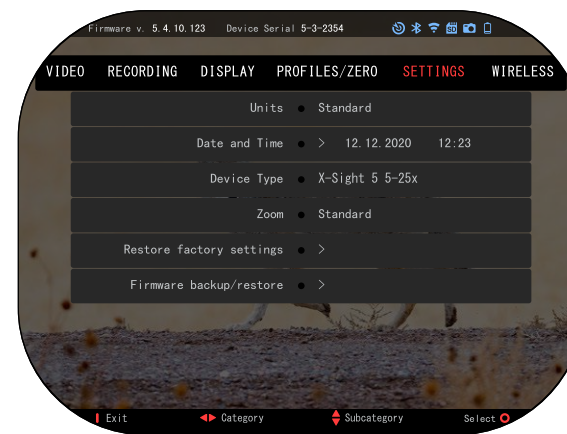 Firmware v. 5.4.10.123 Device Serial 5-3-2354 SD
VIDEO RECORDING DISPLAY PROFILES/ZERO SETTINGS WIRELESS
Units Standard
Date and Time > 12.12.2020 12:23
Device Type X-Sight 5 5-25x
Zoom Standard
Restore factory settings >
Firmware backup/restore >
Exit Category Subcategory Select